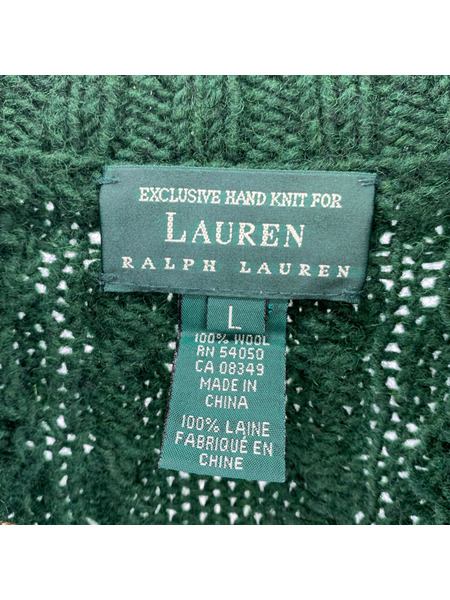 EXCLUSIVE HAND KNIT FOR
LAUREN
RALPH LAUREN
L
100% WOOL
RN 54050
CA 08349
MADE IN
CHINA
100% LAINE
FABRIQUÉ EN
CHINE